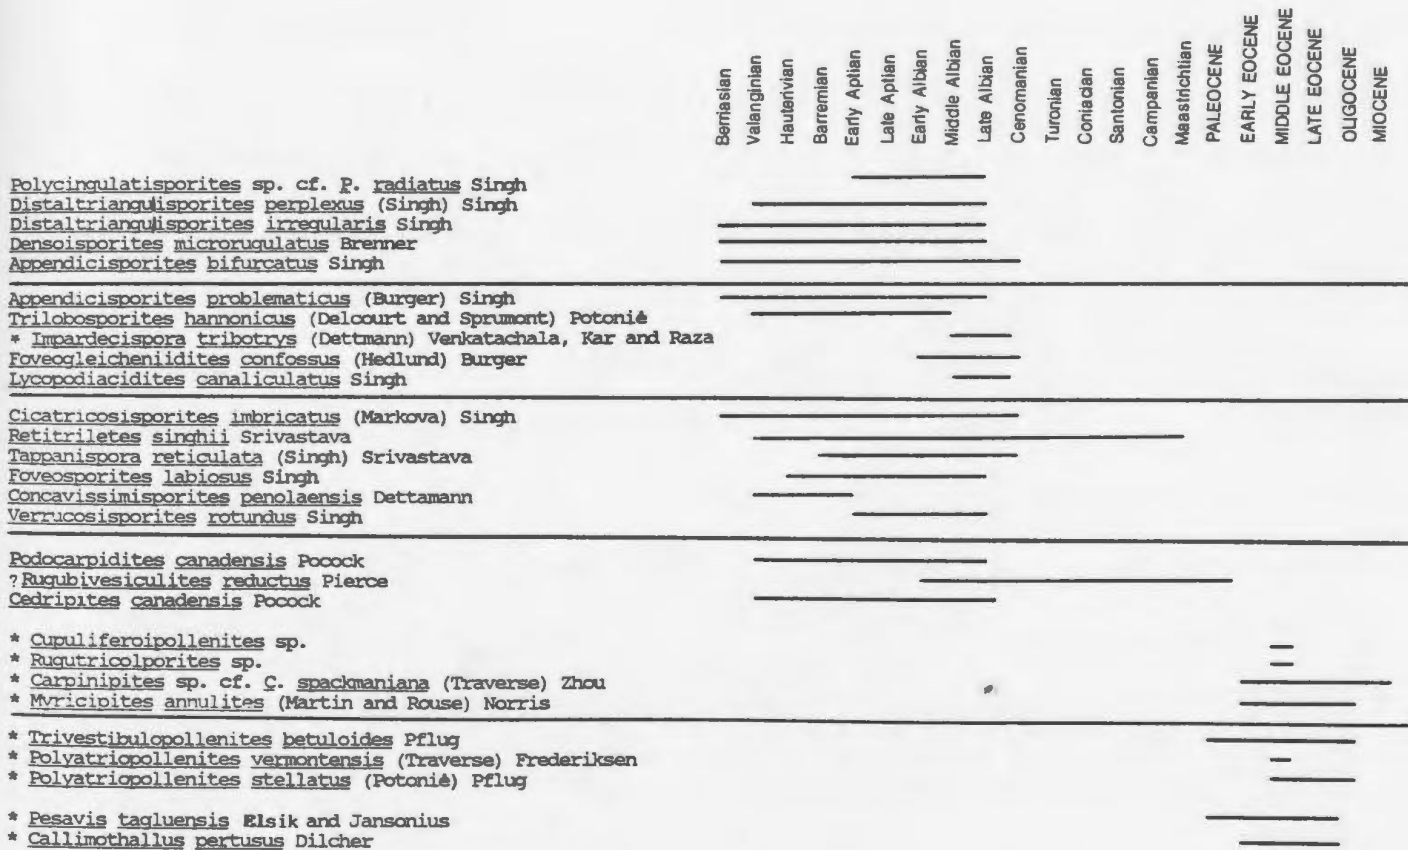 Berriasian
Valanginian
Hauterivian
Barremian
Early Aptian
Late Aptian
Early Albian
Middle Albian
Late Albian
Cenomanian
Turonian
Coniacian
Santonian
Campanian
Maastrichtian
PALEOCENE
EARLY EOCENE
MIDDLE EOCENE
LATE EOCENE
OLIGOCENE
MIOCENE
Polycingulatisporites sp. cf. P. radiatus Singh
Distaltriangulisporites perplexus (Singh) Singh
Distaltriangulisporites irregularis Singh
Densoisporites microrugulatus Brenner
Appendicisporites bifurcatus Singh
Appendicisporites problematicus (Burger) Singh
Trilobosporites hannonicus (Delcourt and Sprumont) Potonié
* Impardecispora tribotrys (Dettmann) Venkatachala, Kar and Raza
Foveogleicheniidites confossus (Hedlund) Burger
Lycopodiacidites canaliculatus Singh
Cicatricosisporites imbricatus (Markova) Singh
Retitriletes singhii Srivastava
Tappanispora reticulata (Singh) Srivastava
Foveosporites labiosus Singh
Concavissimisporites penolaensis Dettamann
Verrucosisporites rotundus Singh
Podocarpidites canadensis Pocock
?Rugubivesiculites reductus Pierce
Cedripites canadensis Pocock
* Cupuliferoipollenites sp.
* Rugutricolporites sp.
* Carpinipites sp. cf. C. spackmaniana (Traverse) Zhou
* Myricipites annulites (Martin and Rouse) Norris
* Trivestibulopollenites betuloides Pflug
* Polyatriopollenites vermontensis (Traverse) Frederiksen
* Polyatriopollenites stellatus (Potonié) Pflug
* Pesavis tagluensis Elsik and Jansonius
* Callimothallus pertusus Dilcher